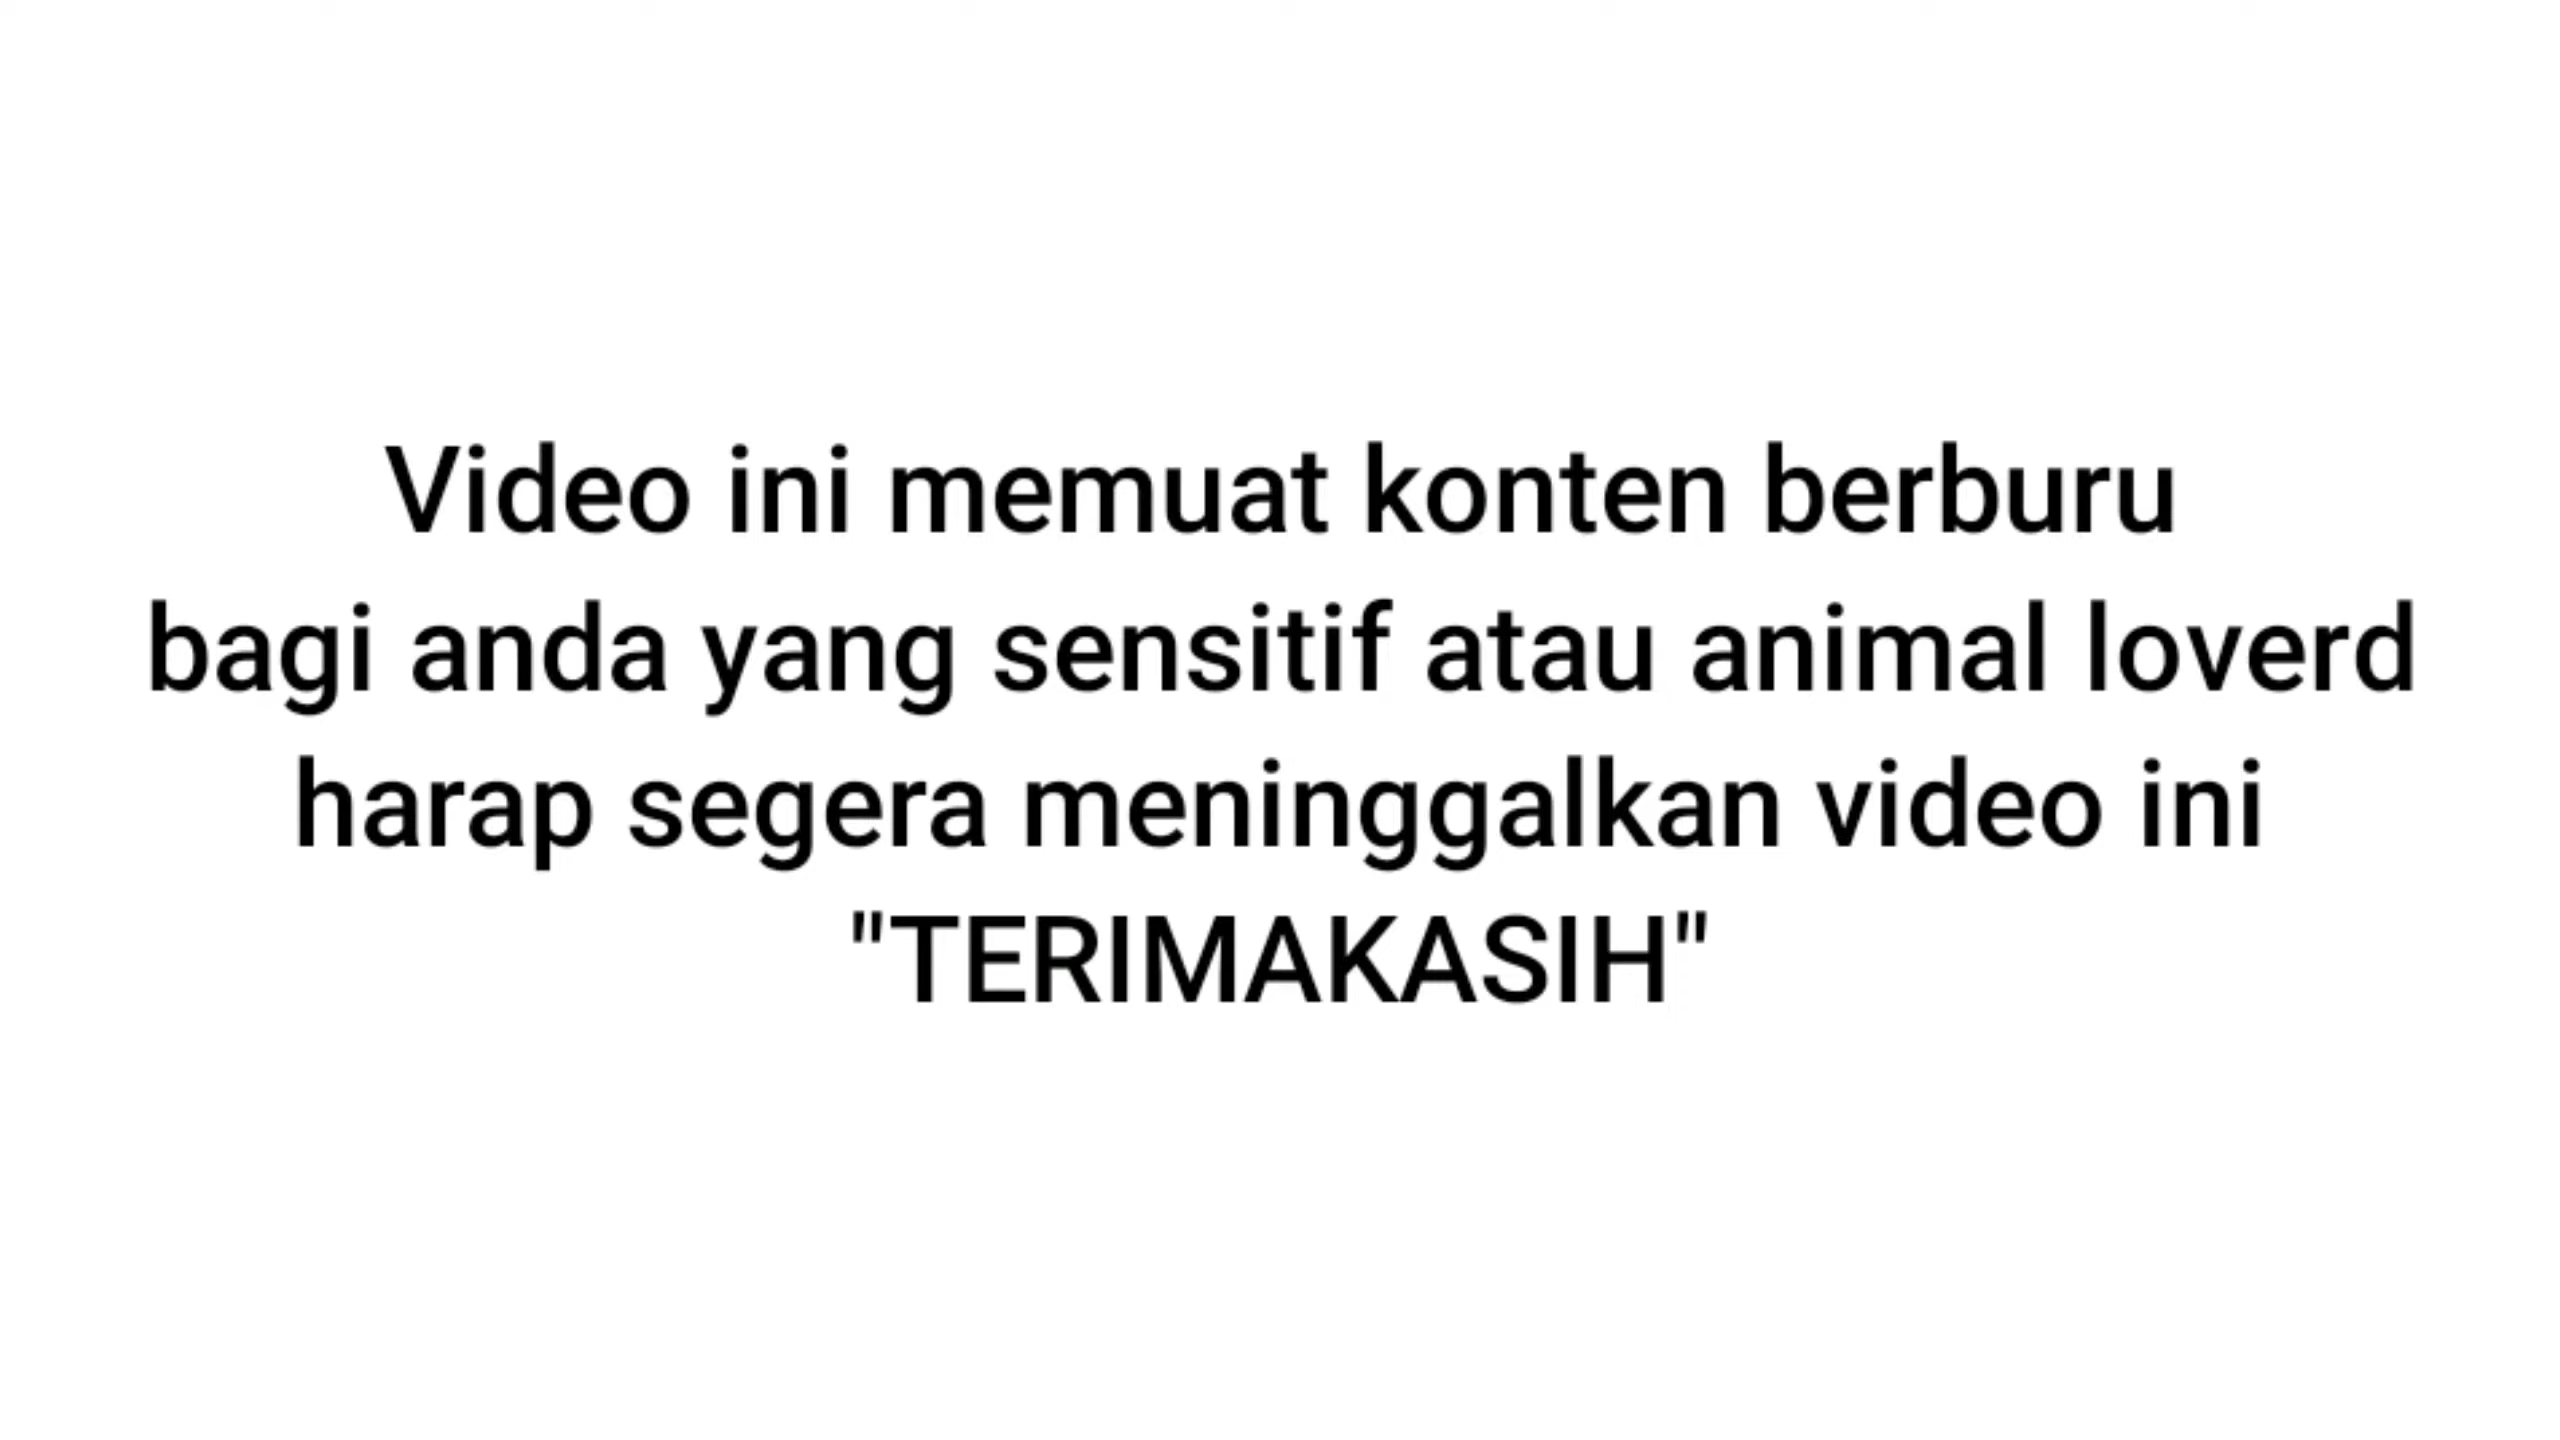 Video ini memuat konten berburu
bagi anda yang sensitif atau animal loverd
harap segera meninggalkan video ini
"TERIMAKASIH"